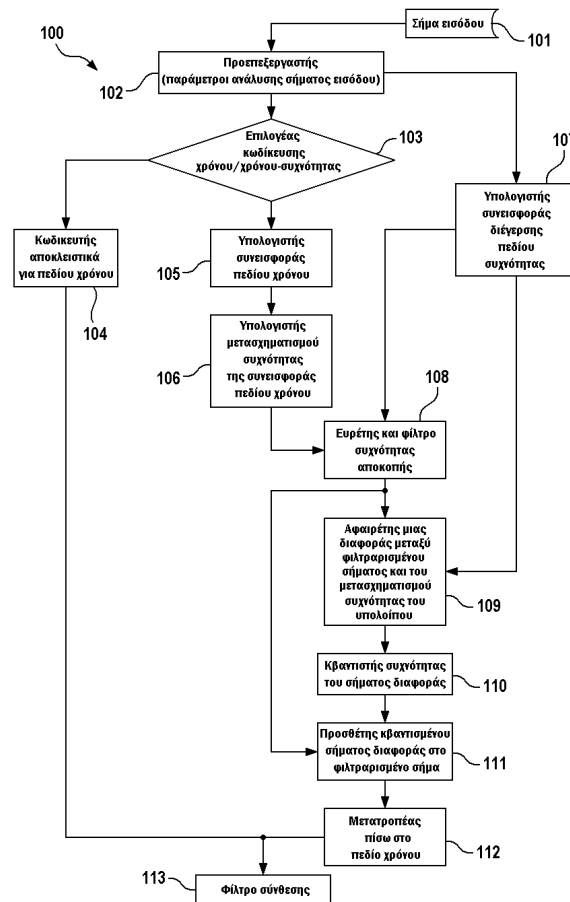 100
Σήμα εισόδου
101
Προεπεξεργαστής
(παράμετροι ανάλυσης σήματος εισόδου)
102
Επιλογέας
κωδίκευσης
χρόνου/χρόνου-συχνότητας
103
107
Υπολογιστής
συνεισφοράς
διέγερσης
πεδίου
συχνότητας
Κωδικευτής
αποκλειστικά
για πεδίου χρόνου
104
Υπολογιστής
συνεισφοράς
πεδίου χρόνου
105
Υπολογιστής
μετασχηματισμού
συχνότητας
της συνεισφοράς
πεδίου χρόνου
106
108
Ευρέτης και φίλτρο
συχνότητας
αποκοπής
Αφαιρέτης μιας
διαφοράς μεταξύ
φιλτραρισμένου
σήματος και του
μετασχηματισμού
συχνότητας του
υπολοίπου
109
Κβαντιστής συχνότητας
του σήματος διαφοράς
110
Προσθέτης κβαντισμένου
σήματος διαφοράς στο
φιλτραρισμένο σήμα
111
Μετατροπέας
πίσω στο
πεδίο χρόνου
112
113
Φίλτρο σύνθεσης